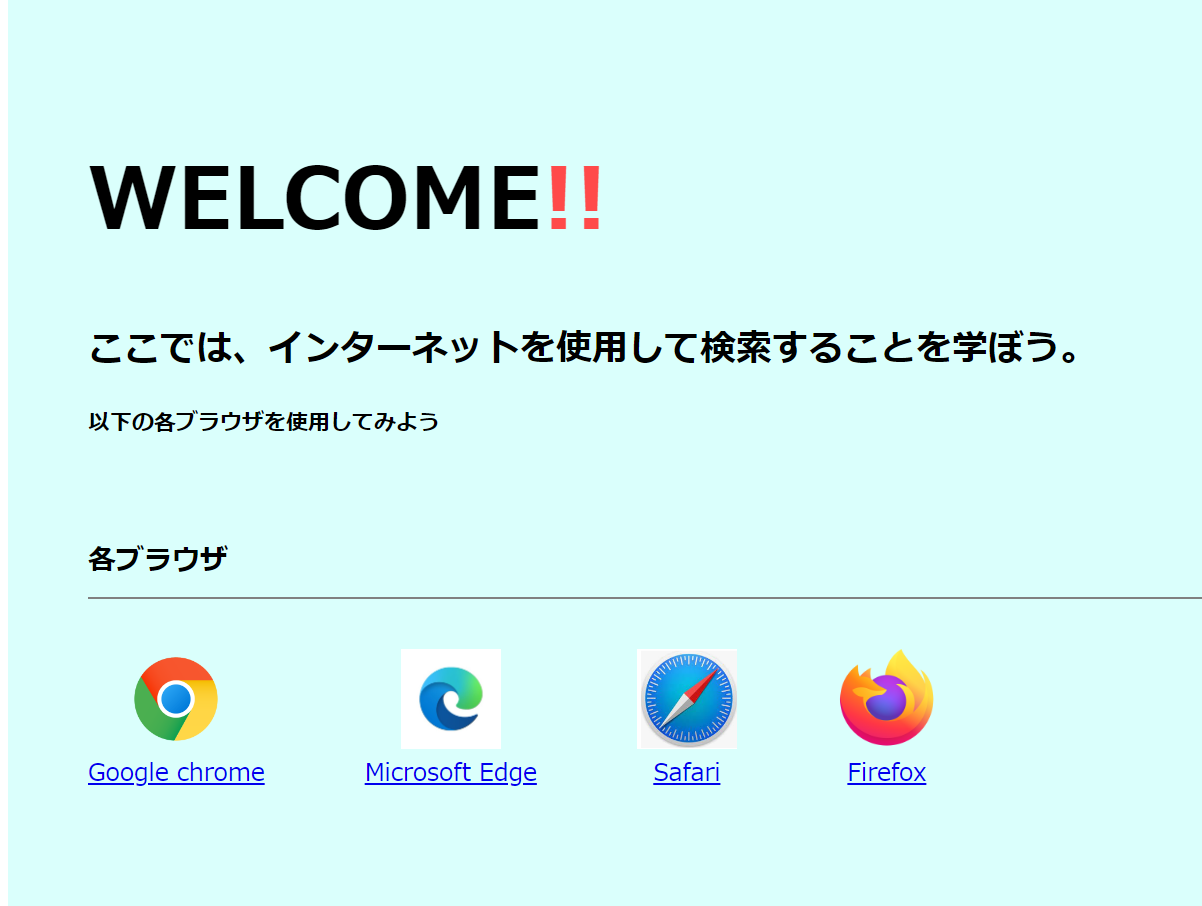 WELCOME!!
ここでは、インターネットを使用して検索することを学ぼう。
以下の各ブラウザを使用してみよう
各ブラウザ
Google chrome
Microsoft Edge
Safari
Firefox